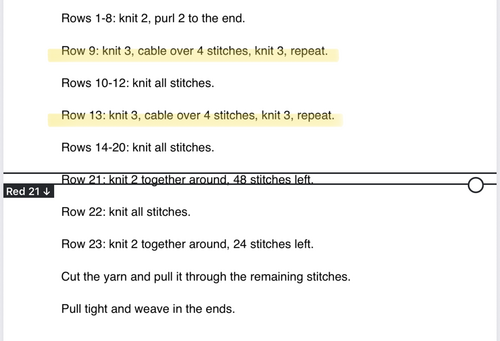 Rows 1-8: knit 2, purl 2 to the end.
Row 9: knit 3, cable over 4 stitches, knit 3, repeat.
Rows 10-12: knit all stitches.
Row 13: knit 3, cable over 4 stitches, knit 3, repeat.
Rows 14-20: knit all stitches.
Row 21: knit 2 together around, 48 stitches left.
Red 21 ↓
Row 22: knit all stitches.
Row 23: knit 2 together around, 24 stitches left.
Cut the yarn and pull it through the remaining stitches.
Pull tight and weave in the ends.